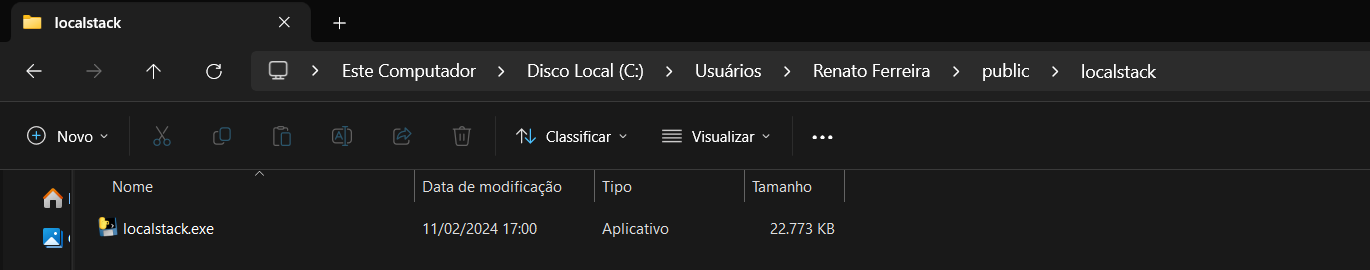 localstack
Este Computador > Disco Local (C:) > Usuários > Renato Ferreira > public > localstack
Novo Classificar Visualizar
Nome Data de modificação Tipo Tamanho
localstack.exe 11/02/2024 17:00 Aplicativo 22.773 KB